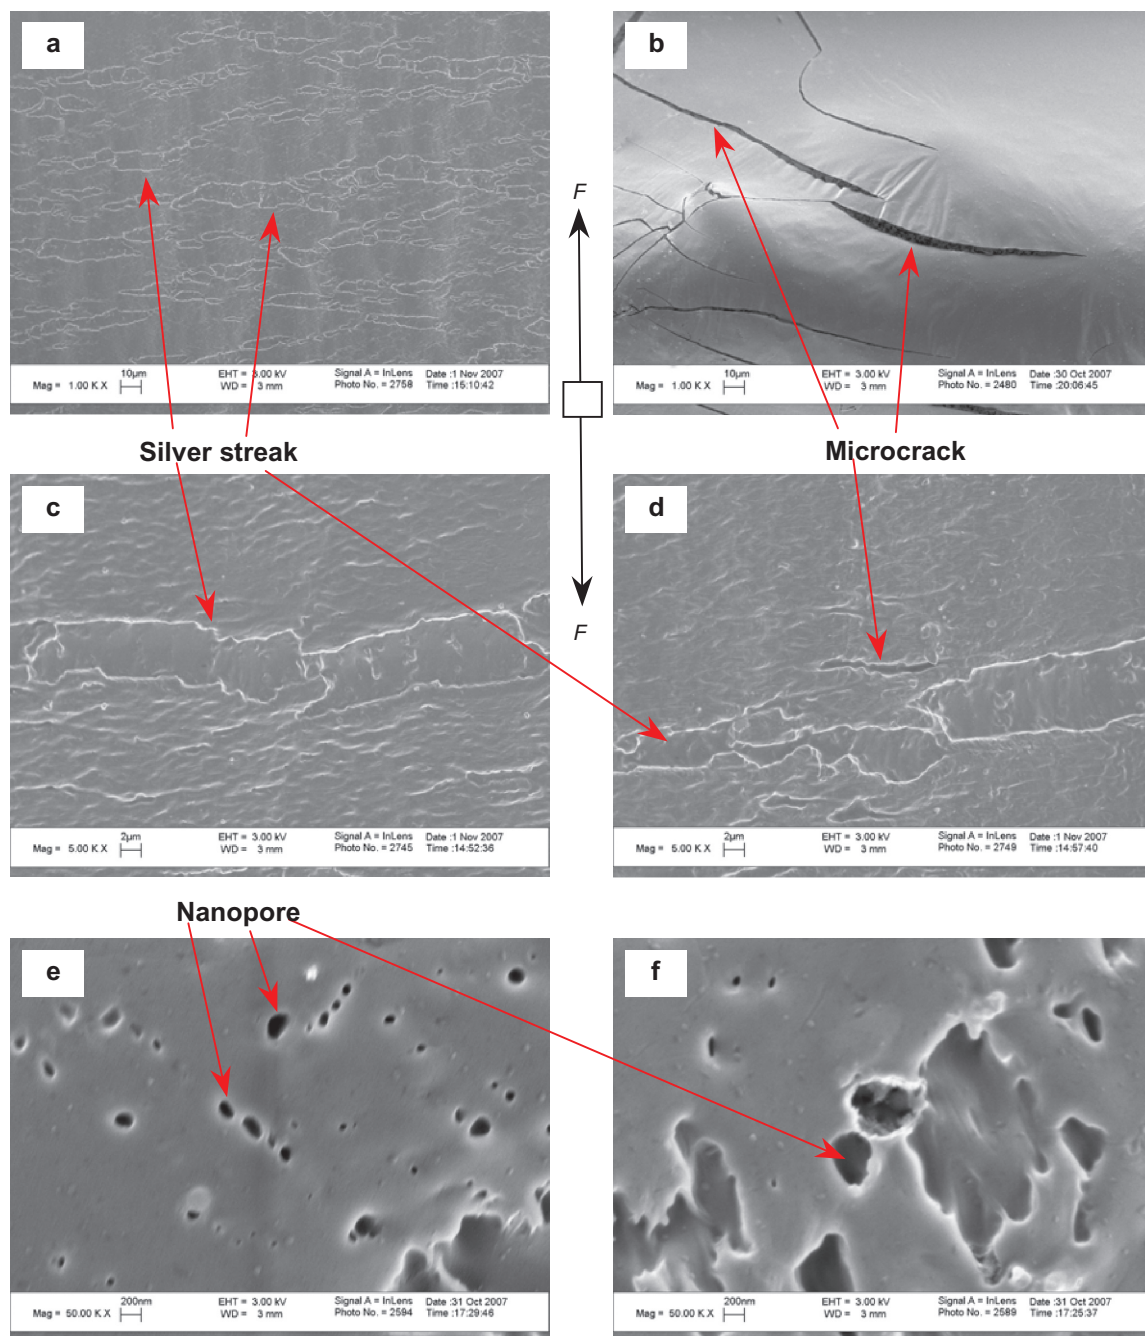 a
b
F
10µm
EHT = 3.00 kV
Signal A = InLens
Date :1 Nov 2007
Mag = 1.00 K X
WD = 3 mm
Photo No. = 2758
Time :15:10:42
10µm
EHT = 3.00 kV
Signal A = InLens
Date :30 Oct 2007
Mag = 1.00 K X
WD = 3 mm
Photo No. = 2480
Time :20:06:45
Silver streak
Microcrack
c
d
F
2µm
EHT = 3.00 kV
Signal A = InLens
Date :1 Nov 2007
Mag = 5.00 K X
WD = 3 mm
Photo No. = 2745
Time :14:52:36
2µm
EHT = 3.00 kV
Signal A = InLens
Date :1 Nov 2007
Mag = 5.00 K X
WD = 3 mm
Photo No. = 2749
Time :14:57:40
Nanopore
e
f
200nm
EHT = 3.00 kV
Signal A = InLens
Date :31 Oct 2007
Mag = 50.00 K X
WD = 3 mm
Photo No. = 2594
Time :17:29:46
200nm
EHT = 3.00 kV
Signal A = InLens
Date :31 Oct 2007
Mag = 50.00 K X
WD = 3 mm
Photo No. = 2589
Time :17:25:37